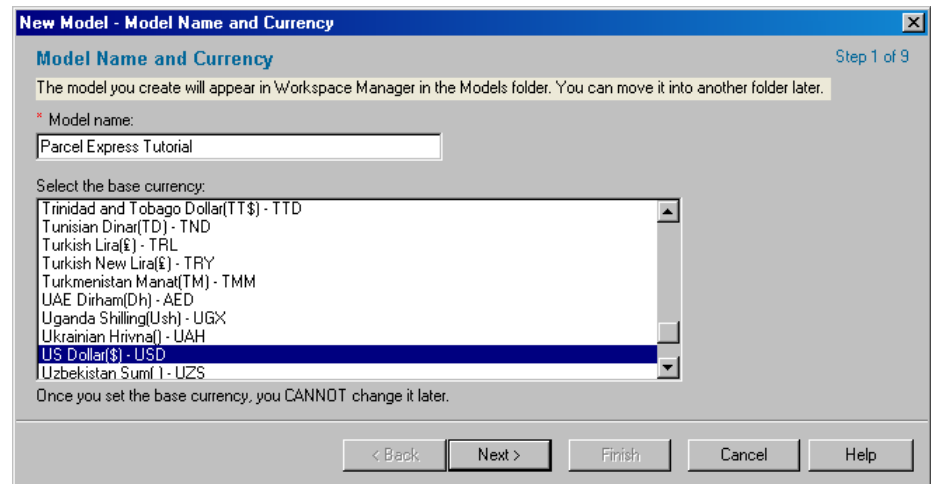 New Model - Model Name and Currency
Model Name and Currency
Step 1 of 9
The model you create will appear in Workspace Manager in the Models folder. You can move it into another folder later.
* Model name:
Parcel Express Tutorial
Select the base currency:
Trinidad and Tobago Dollar(TT$) - TTD
Tunisian Dinar(TD) - TND
Turkish Lira(₤) - TRL
Turkish New Lira(₤) - TRY
Turkmenistan Manat(TM) - TMM
UAE Dirham(Dh) - AED
Uganda Shilling(Ush) - UGX
Ukrainian Hrivna() - UAH
US Dollar($) - USD
Uzbekistan Sum( ) - UZS
Once you set the base currency, you CANNOT change it later.
< Back
Next >
Finish
Cancel
Help